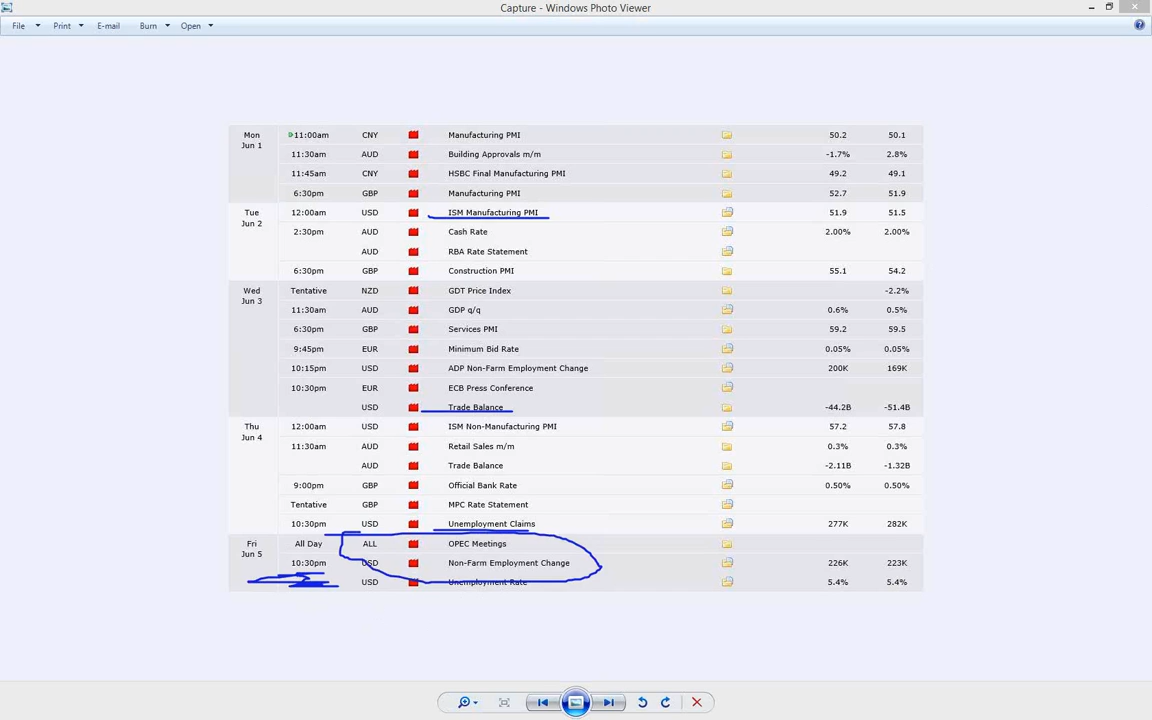 Capture - Windows Photo Viewer
File Print E-mail Burn Open
Mon Jun 1 11:00am CNY Manufacturing PMI 50.2 50.1
11:30am AUD Building Approvals m/m -1.7% 2.8%
11:45am CNY HSBC Final Manufacturing PMI 49.2 49.1
6:30pm GBP Manufacturing PMI 52.7 51.9
Tue Jun 2 12:00am USD ISM Manufacturing PMI 51.9 51.5
2:30pm AUD Cash Rate 2.00% 2.00%
AUD RBA Rate Statement
6:30pm GBP Construction PMI 55.1 54.2
Wed Jun 3 Tentative NZD GDT Price Index -2.2%
11:30am AUD GDP q/q 0.6% 0.5%
6:30pm GBP Services PMI 59.2 59.5
9:45pm EUR Minimum Bid Rate 0.05% 0.05%
10:15pm USD ADP Non-Farm Employment Change 200K 169K
10:30pm EUR ECB Press Conference
USD Trade Balance -44.2B -51.4B
Thu Jun 4 12:00am USD ISM Non-Manufacturing PMI 57.2 57.8
11:30am AUD Retail Sales m/m 0.3% 0.3%
AUD Trade Balance -2.11B -1.32B
9:00pm GBP Official Bank Rate 0.50% 0.50%
Tentative GBP MPC Rate Statement
10:30pm USD Unemployment Claims 277K 282K
Fri Jun 5 All Day ALL OPEC Meetings
10:30pm USD Non-Farm Employment Change 226K 223K
USD Unemployment Rate 5.4% 5.4%